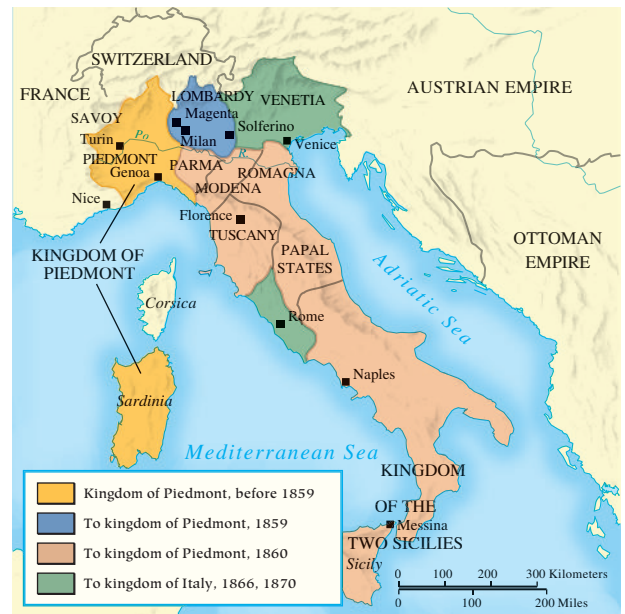 SWITZERLAND
FRANCE
AUSTRIAN EMPIRE
LOMBARDY
VENETIA
SAVOY
Magenta
Solferino
Turin
Po
Milan
Venice
PIEDMONT
PARMA
R.
Genoa
ROMAGNA
MODENA
Nice
Florence
TUSCANY
OTTOMAN
EMPIRE
KINGDOM OF
PIEDMONT
PAPAL
STATES
Adriatic Sea
Corsica
Rome
Naples
Sardinia
Mediterranean Sea
KINGDOM
OF THE
Messina
TWO SICILIES
Sicily
Kingdom of Piedmont, before 1859
To kingdom of Piedmont, 1859
To kingdom of Piedmont, 1860
To kingdom of Italy, 1866, 1870
0 100 200 300 Kilometers
0 100 200 Miles